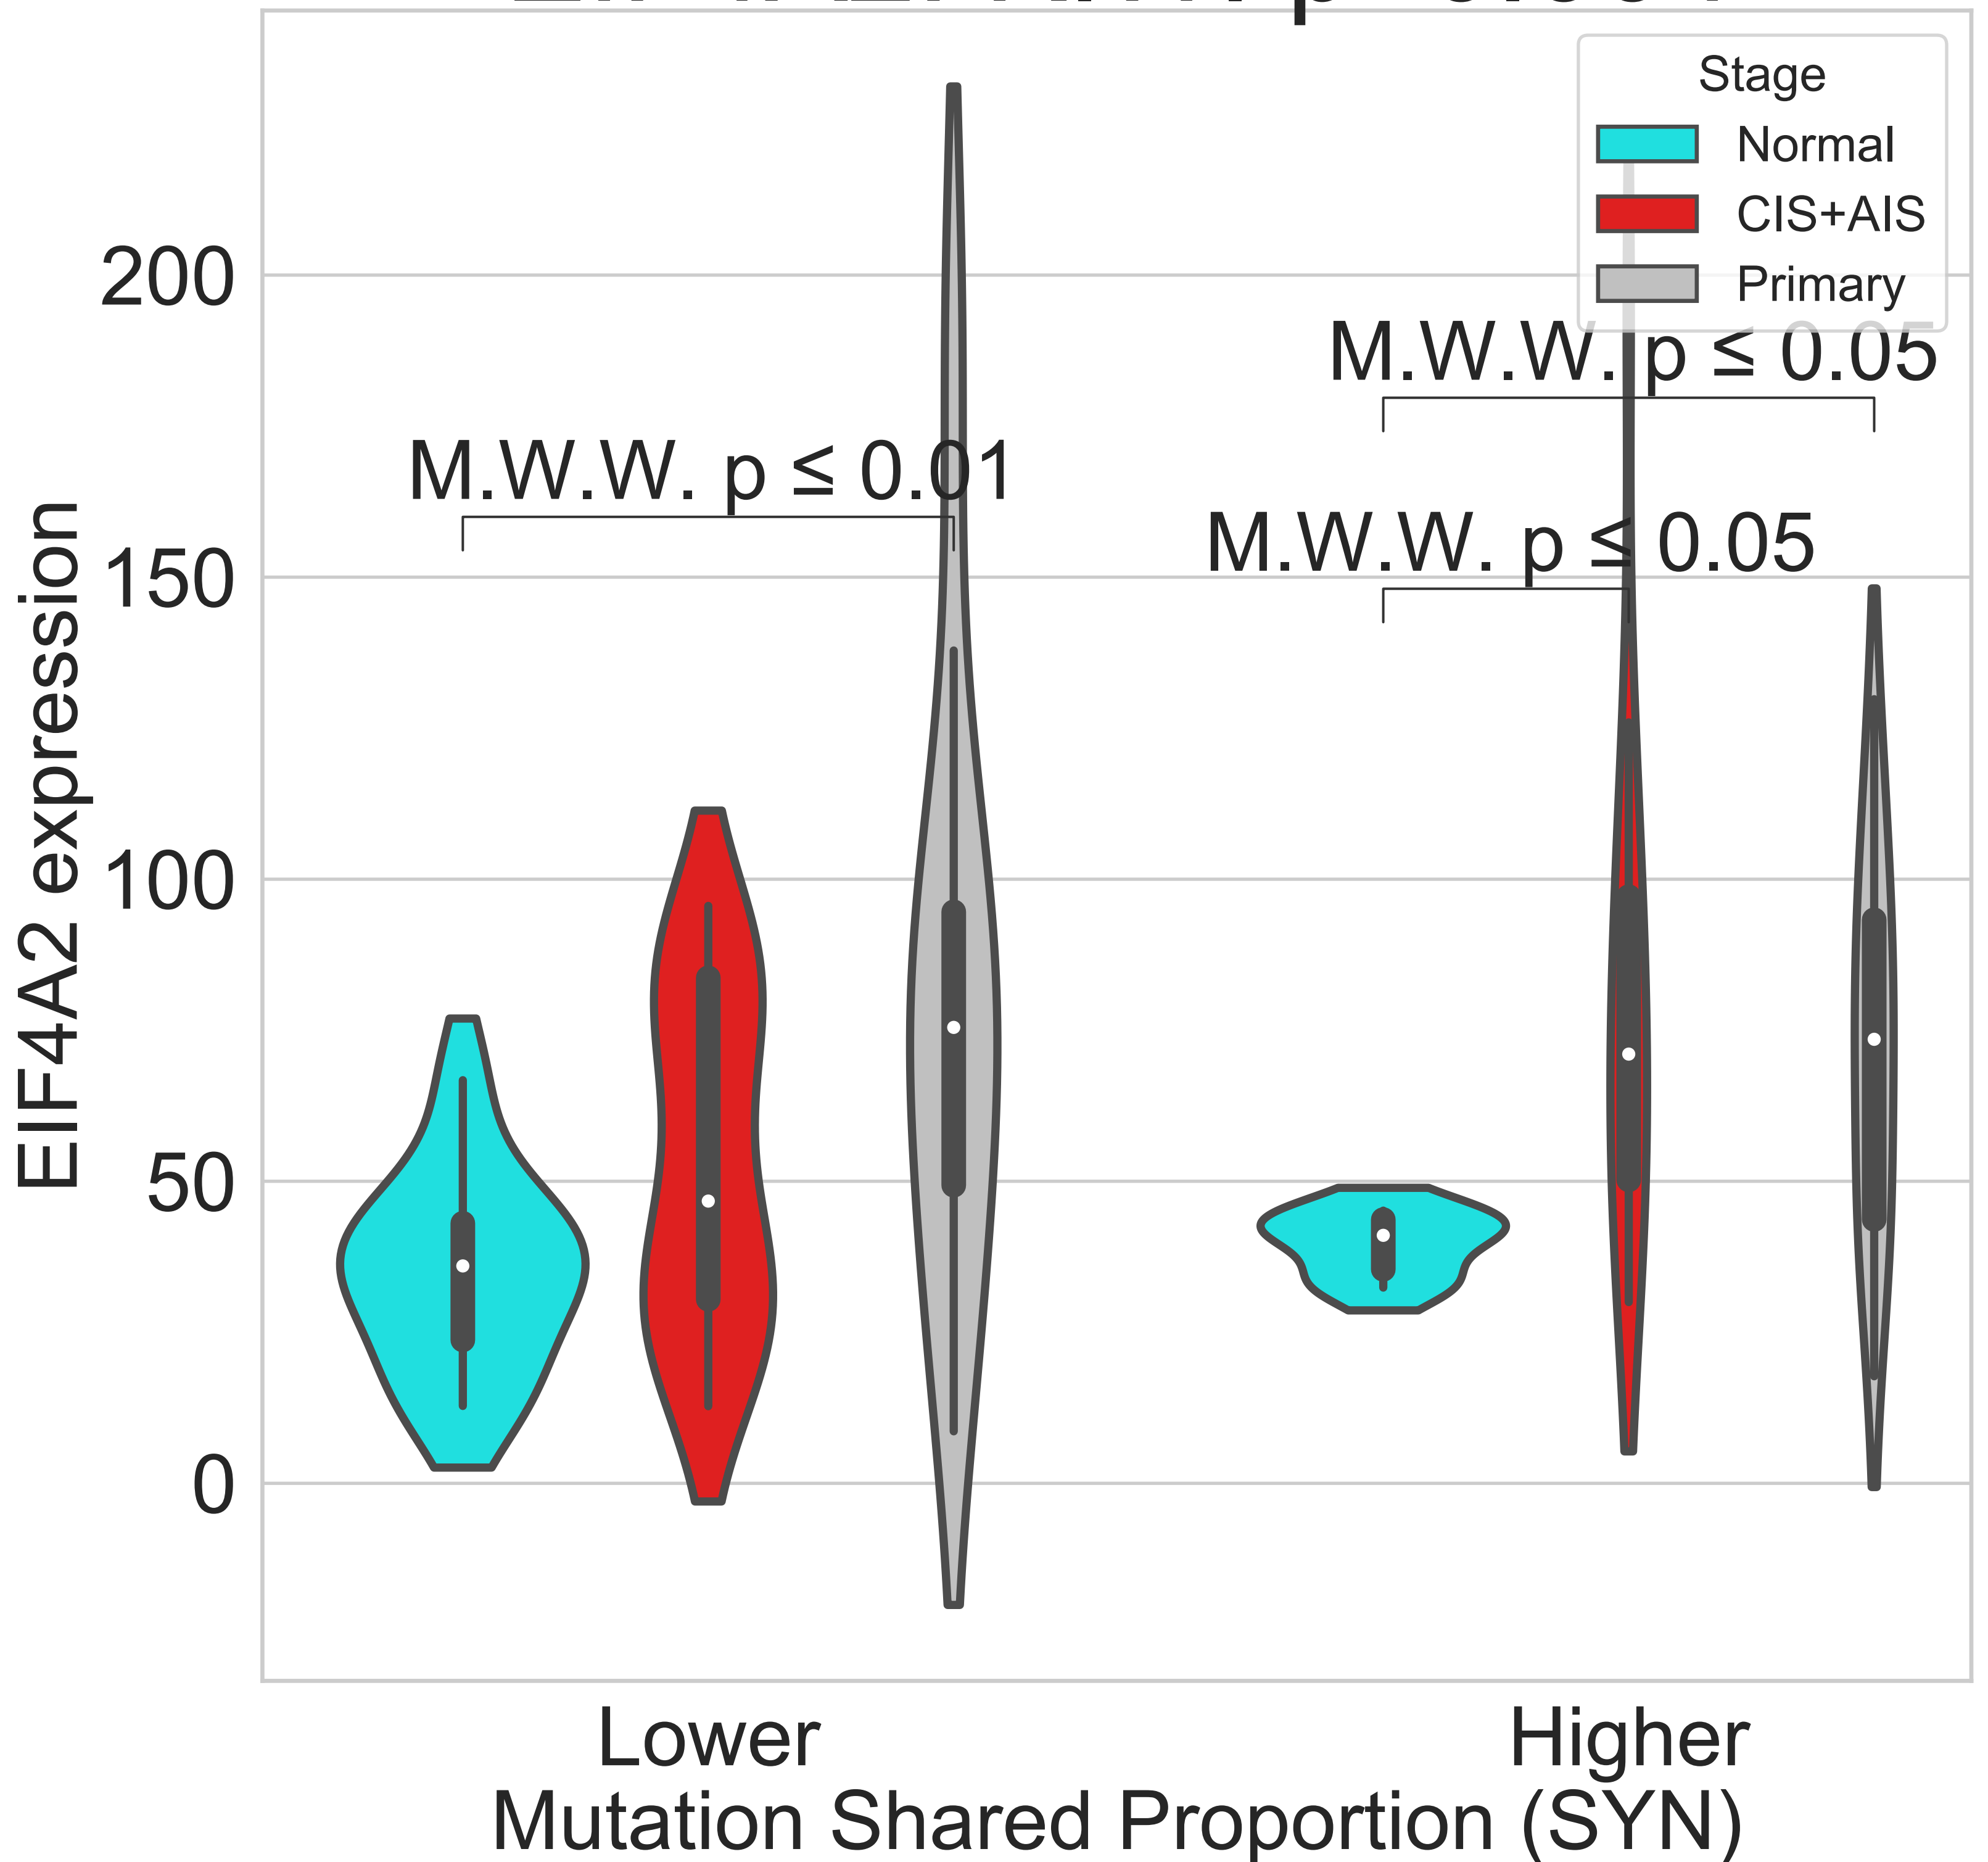 Stage
Normal
CIS+AIS
Primary
M.W.W. p ≤ 0.05
M.W.W. p ≤ 0.01
M.W.W. p ≤ 0.05
EIF4A2 expression
200
150
100
50
0
Lower
Higher
Mutation Shared Proportion (SYN)